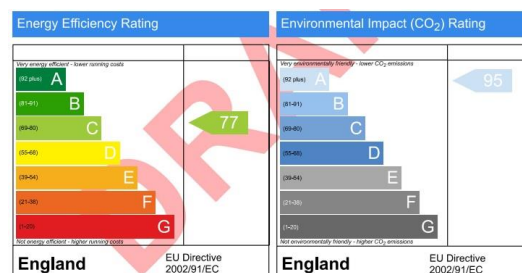 Energy Efficiency Rating
Very energy efficient - lower running costs
(92 plus) A
(81-91) B
(69-80) C
(55-68) D
(39-54) E
(21-38) F
(1-20) G
Not energy efficient - higher running costs
77
England
EU Directive
2002/91/EC
Environmental Impact (CO2) Rating
Very environmentally friendly - lower CO2 emissions
(92 plus) A
(81-91) B
(69-80) C
(55-68) D
(39-54) E
(21-38) F
(1-20) G
Not environmentally friendly - higher CO2 emissions
95
England
EU Directive
2002/91/EC
DRAF